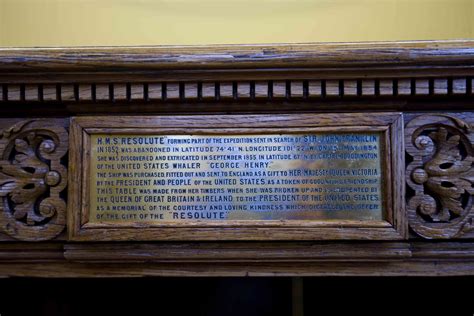 H.M.S. "RESOLUTE" FORMING PART OF THE EXPEDITION SENT IN SEARCH OF SIR JOHN FRANKLIN
IN 1852, WAS ABANDONED IN LATITUDE 74° 41' N LONGITUDE 101° 22' W ON 15TH MAY 1854
SHE WAS DISCOVERED AND EXTRICATED IN SEPTEMBER 1855, IN LATITUDE 67° N BY CAPTAIN BUDDINGTON
OF THE UNITED STATES WHALER "GEORGE HENRY."
THE SHIP WAS PURCHASED, FITTED OUT AND SENT TO ENGLAND AS A GIFT TO HER MAJESTY QUEEN VICTORIA
BY THE PRESIDENT AND PEOPLE OF THE UNITED STATES AS A TOKEN OF GOODWILL & FRIENDSHIP
THIS TABLE WAS MADE FROM HER TIMBERS WHEN SHE WAS BROKEN UP AND IS PRESENTED BY
THE QUEEN OF GREAT BRITAIN & IRELAND TO THE PRESIDENT OF THE UNITED STATES
AS A MEMORIAL OF THE COURTESY AND LOVING KINDNESS WHICH DICTATED THE OFFER
OF THE GIFT OF THE "RESOLUTE"